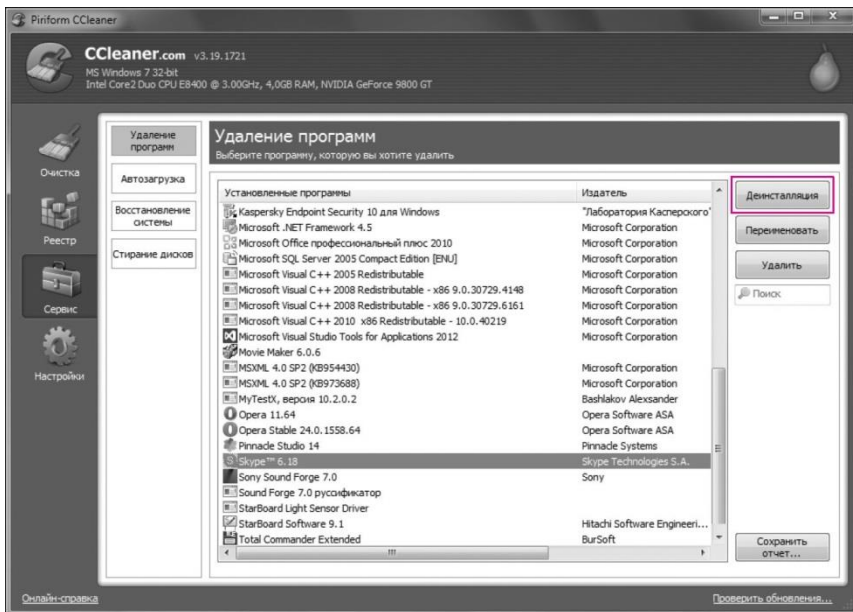 Piriform CCleaner
CCleaner.com v3.19.1721
MS Windows 7 32-bit
Intel Core2 Duo CPU E8400 @ 3.00GHz, 4,0GB RAM, NVIDIA GeForce 9800 GT
Очистка
Реестр
Сервис
Настройки
Удаление программ
Автозагрузка
Восстановление системы
Стирание дисков
Удаление программ
Выберите программу, которую вы хотите удалить
Установленные программы Издатель
Kaspersky Endpoint Security 10 для Windows "Лаборатория Касперского"
Microsoft .NET Framework 4.5 Microsoft Corporation
Microsoft Office профессиональный плюс 2010 Microsoft Corporation
Microsoft SQL Server 2005 Compact Edition [ENU] Microsoft Corporation
Microsoft Visual C++ 2005 Redistributable Microsoft Corporation
Microsoft Visual C++ 2008 Redistributable - x86 9.0.30729.4148 Microsoft Corporation
Microsoft Visual C++ 2008 Redistributable - x86 9.0.30729.6161 Microsoft Corporation
Microsoft Visual C++ 2010 x86 Redistributable - 10.0.40219 Microsoft Corporation
Microsoft Visual Studio Tools for Applications 2012 Microsoft Corporation
Movie Maker 6.0.6
MSXML 4.0 SP2 (KB954430) Microsoft Corporation
MSXML 4.0 SP2 (KB973688) Microsoft Corporation
MyTestX, версия 10.2.0.2 Bashlakov Alexsander
Opera 11.64 Opera Software ASA
Opera Stable 24.0.1558.64 Opera Software ASA
Pinnacle Studio 14 Pinnacle Systems
Skype™ 6.18 Skype Technologies S.A.
Sony Sound Forge 7.0 Sony
Sound Forge 7.0 руссификатор
StarBoard Light Sensor Driver
StarBoard Software 9.1 Hitachi Software Engineeri...
Total Commander Extended BurSoft
Деинсталляция
Переименовать
Удалить
Поиск
Сохранить отчет...
Онлайн-справка
Проверить обновления...